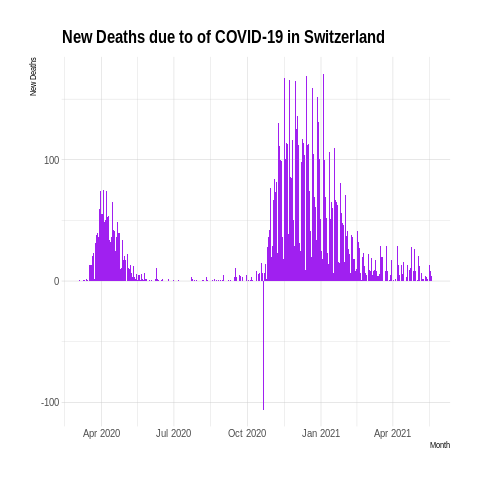 New Deaths due to of COVID-19 in Switzerland
New Deaths
100
0
-100
Apr 2020 Jul 2020 Oct 2020 Jan 2021 Apr 2021
Month